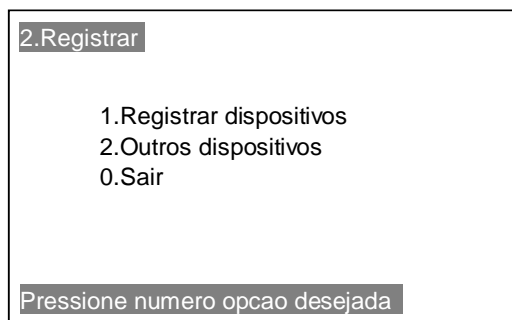 2.Registrar
1.Registrar dispositivos
2.Outros dispositivos
0.Sair
Pressione numero opcao desejada